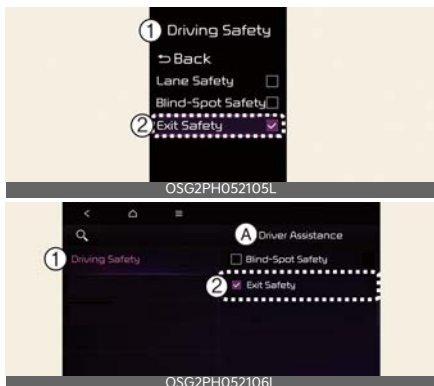 1 Driving Safety
Back
Lane Safety
Blind-Spot Safety
2 Exit Safety
OSG2PH052105L
A Driver Assistance
1 Driving Safety
Blind-Spot Safety
2 Exit Safety
OSG2PH052106L